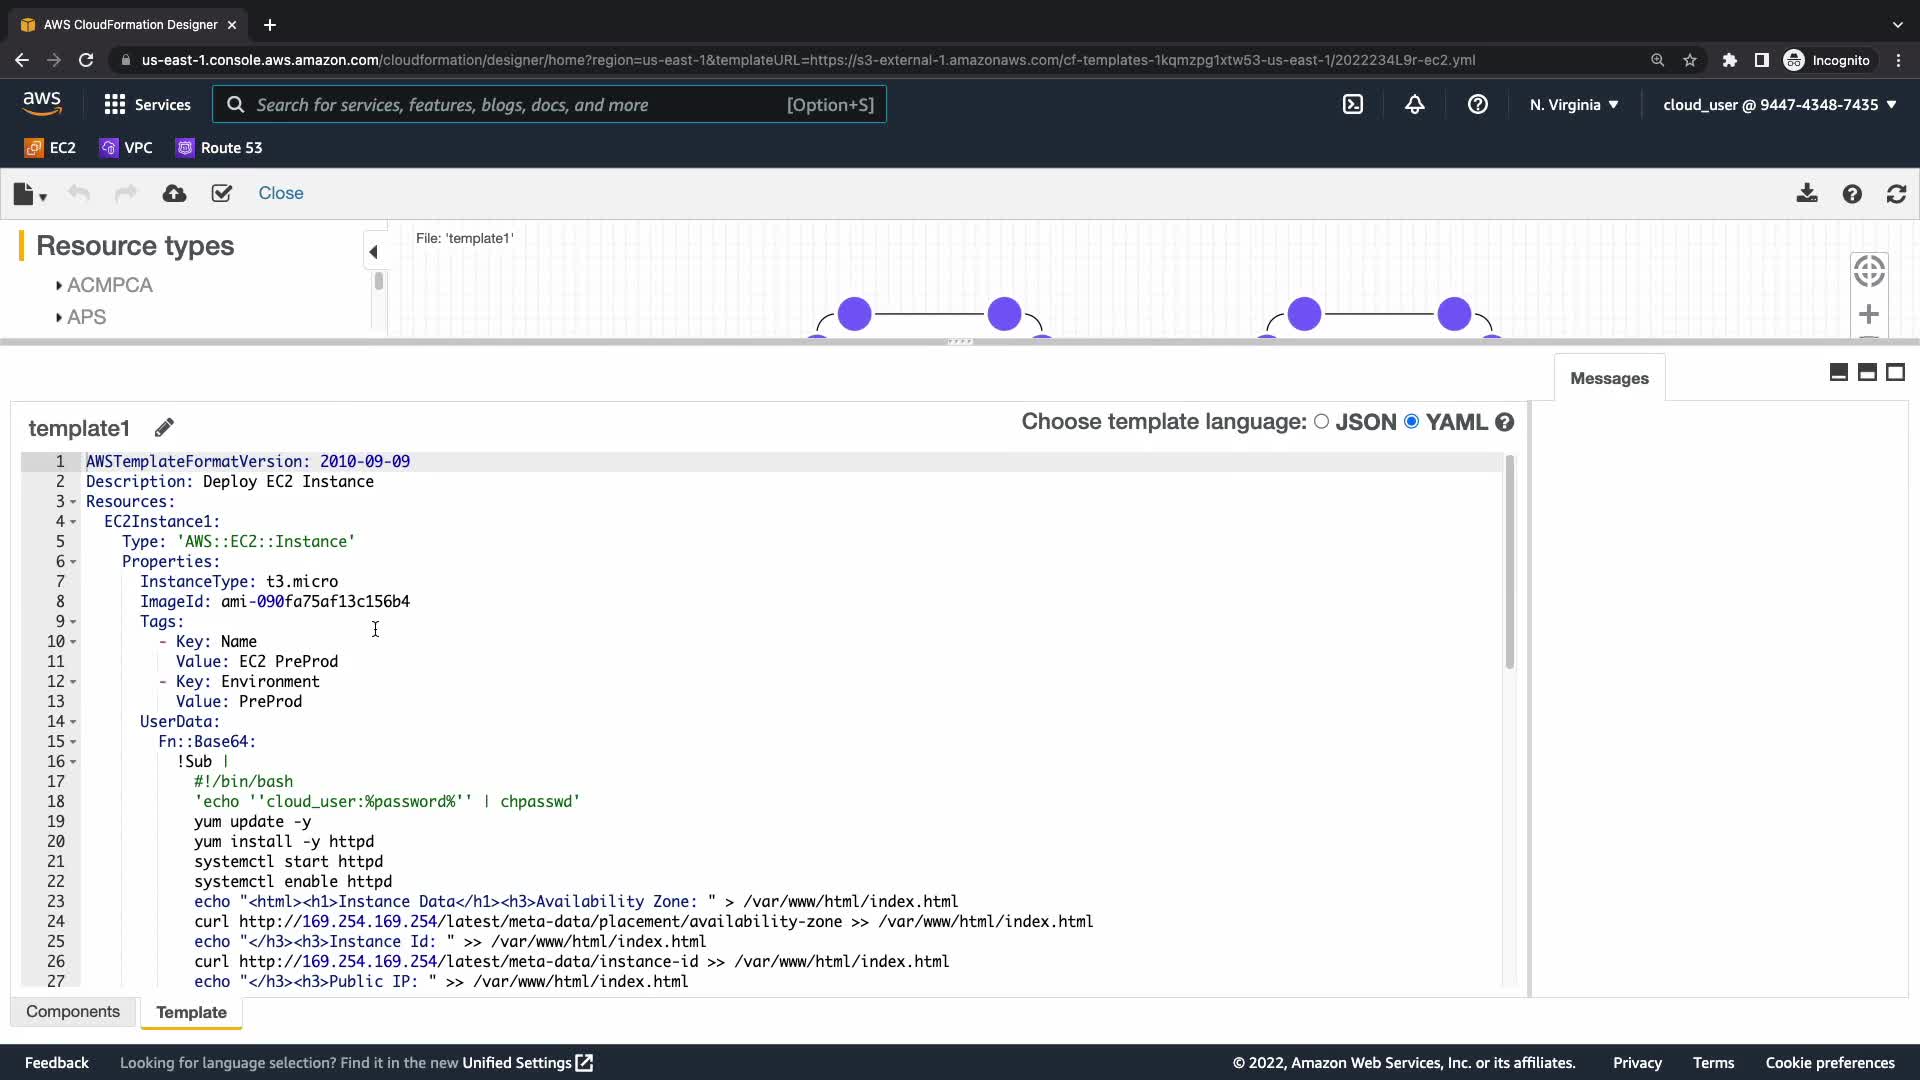 AWS CloudFormation Designer
us-east-1.console.aws.amazon.com/cloudformation/designer/home?region=us-east-1&templateURL=https://s3-external-1.amazonaws.com/cf-templates-1kqmzpg1xtw53-us-east-1/2022234L9r-ec2.yml
Incognito
aws
Services
Search for services, features, blogs, docs, and more
[Option+S]
N. Virginia
cloud_user @ 9447-4348-7435
EC2
VPC
Route 53
Close
Resource types
ACMPCA
APS
File: 'template1'
Messages
template1
Choose template language: JSON YAML
1 AWSTemplateFormatVersion: 2010-09-09
2 Description: Deploy EC2 Instance
3 Resources:
4 EC2Instance1:
5 Type: 'AWS::EC2::Instance'
6 Properties:
7 InstanceType: t3.micro
8 ImageId: ami-090fa75af13c156b4
9 Tags:
10 - Key: Name
11 Value: EC2 PreProd
12 - Key: Environment
13 Value: PreProd
14 UserData:
15 Fn::Base64:
16 !Sub |
17 #!/bin/bash
18 'echo ''cloud_user:%password%'' | chpasswd'
19 yum update -y
20 yum install -y httpd
21 systemctl start httpd
22 systemctl enable httpd
23 echo "<html><h1>Instance Data</h1><h3>Availability Zone: " > /var/www/html/index.html
24 curl http://169.254.169.254/latest/meta-data/placement/availability-zone >> /var/www/html/index.html
25 echo "</h3><h3>Instance Id: " >> /var/www/html/index.html
26 curl http://169.254.169.254/latest/meta-data/instance-id >> /var/www/html/index.html
27 echo "</h3><h3>Public IP: " >> /var/www/html/index.html
Components
Template
Feedback
Looking for language selection? Find it in the new Unified Settings
© 2022, Amazon Web Services, Inc. or its affiliates.
Privacy
Terms
Cookie preferences